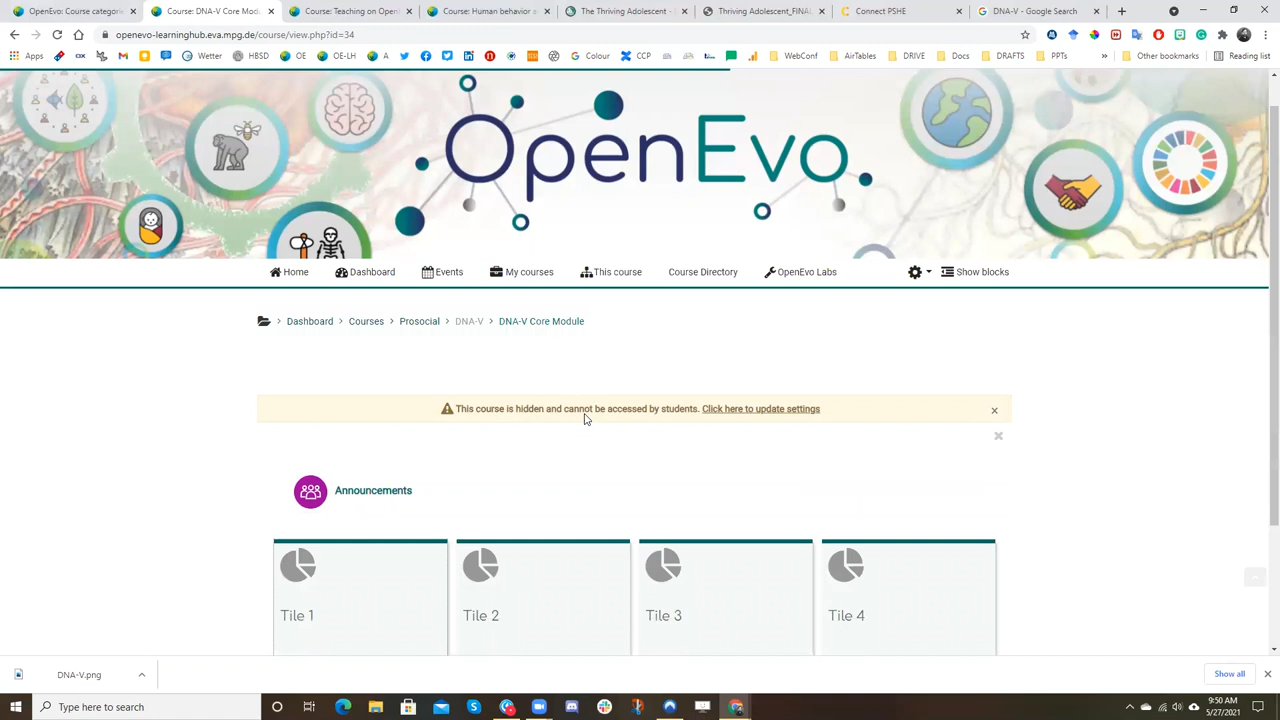 OpenEvo Course categori
Course: DNA-V Core Modul
Course: Teaching on OpenE
Course: Human behavior a
The Thriving Adolescent -
Thriving Adolescent_FINAL
Connect PSHE
DNA-V - Google Search
openevo-learninghub.eva.mpg.de/course/view.php?id=34
Apps
Wetter
HBSD
OE
OE-LH
A
Colour
CCP
WebConf
AirTables
DRIVE
Docs
DRAFTS
PPTs
»
Other bookmarks
Reading list
OpenEvo
Home
Dashboard
Events
My courses
This course
Course Directory
OpenEvo Labs
Show blocks
Dashboard > Courses > Prosocial > DNA-V > DNA-V Core Module
This course is hidden and cannot be accessed by students. Click here to update settings
Announcements
Tile 1
Tile 2
Tile 3
Tile 4
DNA-V.png
Show all
Type here to search
9:50 AM
5/27/2021